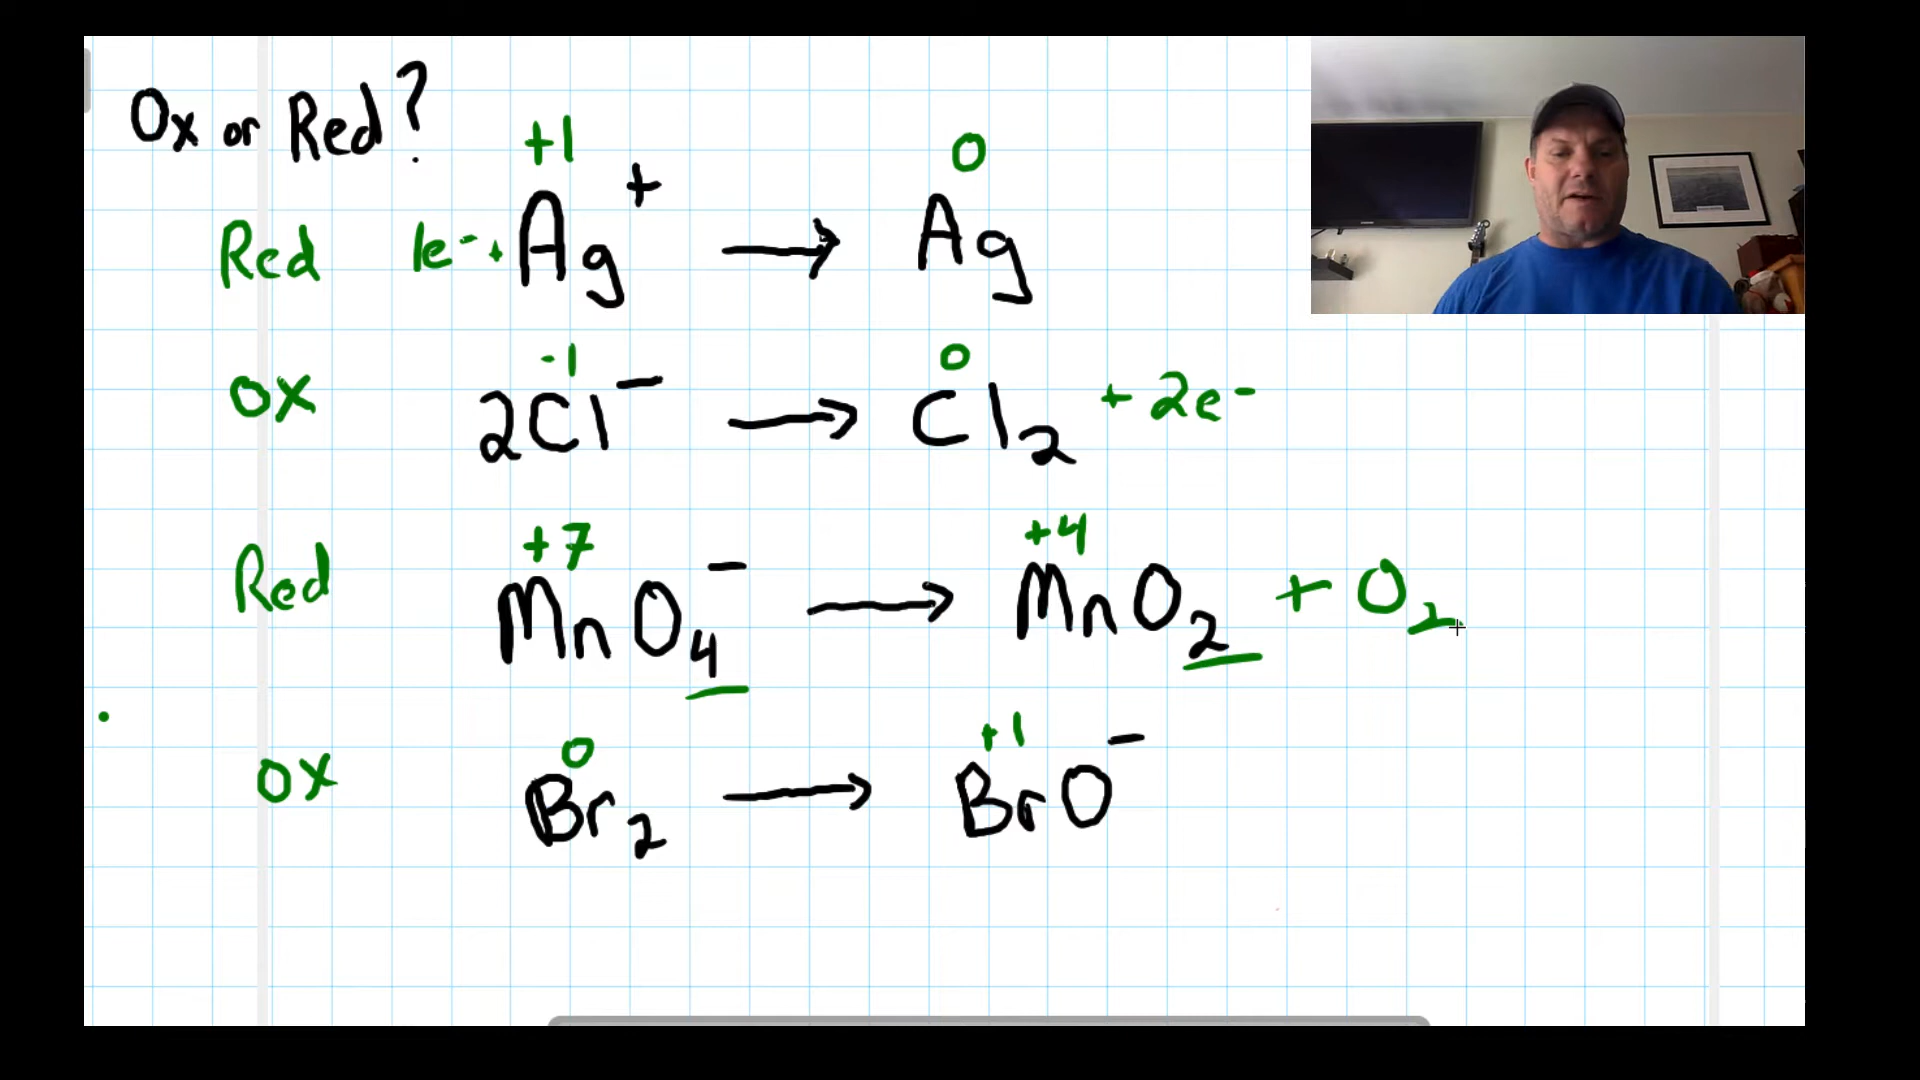 Ox or Red?
+1 0
Red 1e⁻ + Ag⁺ → Ag
-1 0
OX 2Cl⁻ → Cl₂ + 2e⁻
+7 +4
Red MnO₄⁻ → MnO₂ + O₂
0 +1
OX Br₂ → BrO⁻